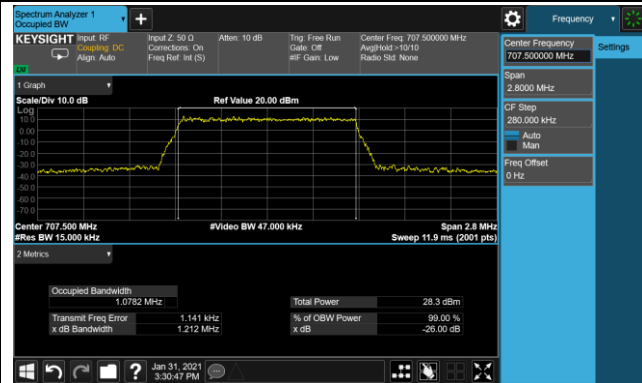 Spectrum Analyzer 1
Occupied BW
Frequency
KEYSIGHT
Input: RF
Coupling: DC
Align: Auto
Input Z: 50 Ω
Corrections: On
Freq Ref: Int (S)
Atten: 10 dB
Trig: Free Run
Gate: Off
#IF Gain: Low
Center Freq: 707.500000 MHz
Avg|Hold:>10/10
Radio Std: None
LXI
Center Frequency
707.500000 MHz
Settings
Span
2.8000 MHz
CF Step
280.000 kHz
Auto
Man
Freq Offset
0 Hz
1 Graph
Scale/Div 10.0 dB
Ref Value 20.00 dBm
Log
10.0
0.00
-10.0
-20.0
-30.0
-40.0
-50.0
-60.0
-70.0
Center 707.500 MHz
#Video BW 47.000 kHz
Span 2.8 MHz
#Res BW 15.000 kHz
Sweep 11.9 ms (2001 pts)
2 Metrics
Occupied Bandwidth
1.0782 MHz
Total Power 28.3 dBm
Transmit Freq Error 1.141 kHz
% of OBW Power 99.00 %
x dB Bandwidth 1.212 MHz
x dB -26.00 dB
?
Jan 31, 2021
3:30:47 PM